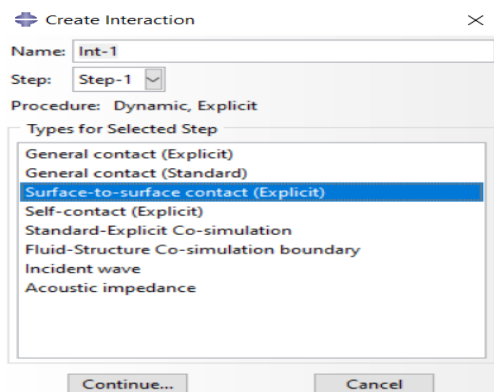 Create Interaction
Name: Int-1
Step: Step-1
Procedure: Dynamic, Explicit
Types for Selected Step
General contact (Explicit)
General contact (Standard)
Surface-to-surface contact (Explicit)
Self-contact (Explicit)
Standard-Explicit Co-simulation
Fluid-Structure Co-simulation boundary
Incident wave
Acoustic impedance
Continue... Cancel